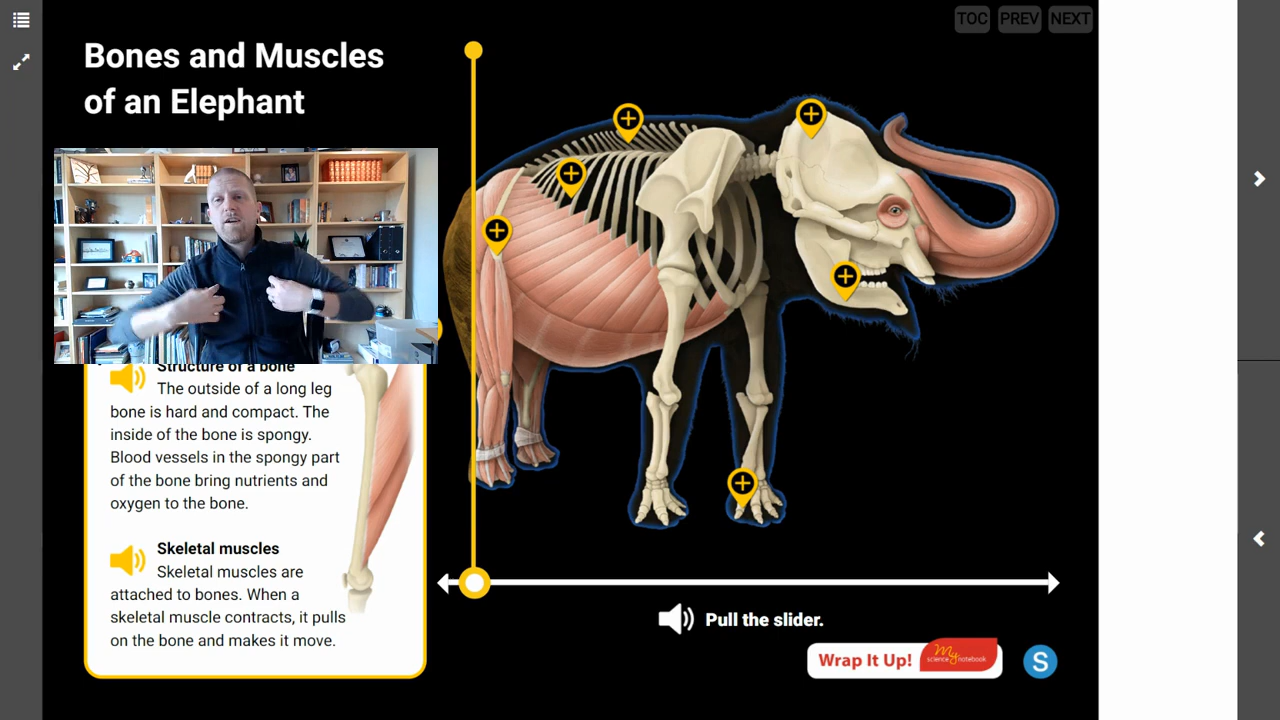 TOC PREV NEXT
Bones and Muscles
of an Elephant
Structure of a bone
The outside of a long leg
bone is hard and compact. The
inside of the bone is spongy.
Blood vessels in the spongy part
of the bone bring nutrients and
oxygen to the bone.
Skeletal muscles
Skeletal muscles are
attached to bones. When a
skeletal muscle contracts, it pulls
on the bone and makes it move.
Pull the slider.
Wrap It Up! My
science notebook
S